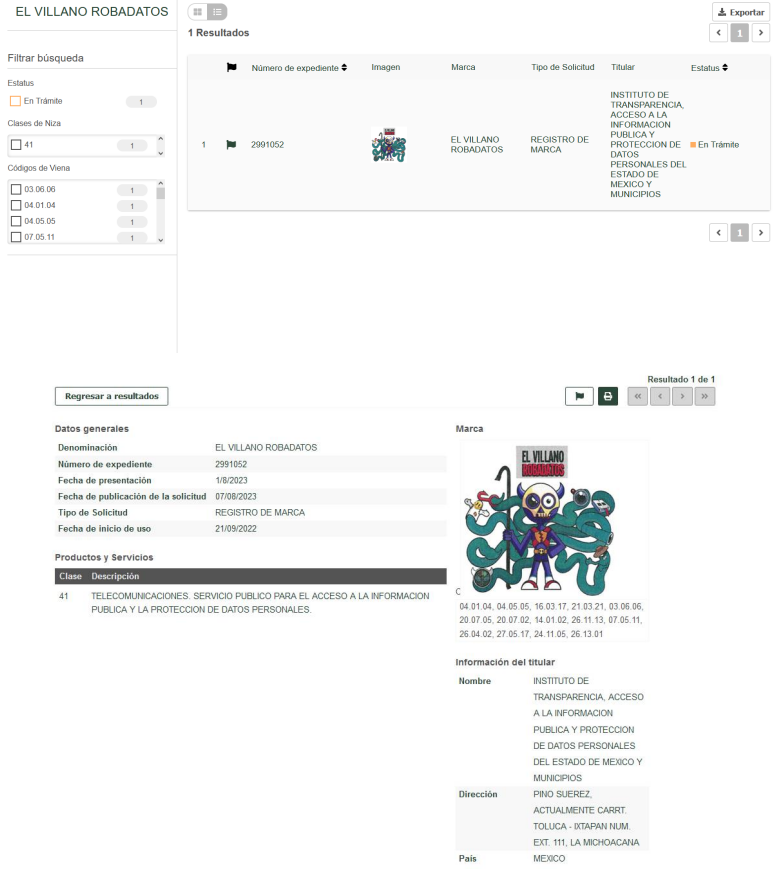 EL VILLANO ROBADATOS
Exportar
1 Resultados
1
Filtrar búsqueda
Estatus
En Trámite 1
Clases de Niza
41 1
Códigos de Viena
03.06.06 1
04.01.04 1
04.05.05 1
07.05.11 1
Número de expediente Imagen Marca Tipo de Solicitud Titular Estatus
1 2991052 EL VILLANO ROBADATOS REGISTRO DE MARCA
INSTITUTO DE
TRANSPARENCIA,
ACCESO A LA
INFORMACION
PUBLICA Y
PROTECCION DE
DATOS
PERSONALES DEL
ESTADO DE
MEXICO Y
MUNICIPIOS
En Trámite
1
Resultado 1 de 1
Regresar a resultados
Datos generales
Denominación EL VILLANO ROBADATOS
Número de expediente 2991052
Fecha de presentación 1/8/2023
Fecha de publicación de la solicitud 07/08/2023
Tipo de Solicitud REGISTRO DE MARCA
Fecha de inicio de uso 21/09/2022
Productos y Servicios
Clase Descripción
41 TELECOMUNICACIONES. SERVICIO PUBLICO PARA EL ACCESO A LA INFORMACION
PUBLICA Y LA PROTECCION DE DATOS PERSONALES.
Marca
EL VILLANO
ROBADATOS
04.01.04, 04.05.05, 16.03.17, 21.03.21, 03.06.06,
20.07.05, 20.07.02, 14.01.02, 26.11.13, 07.05.11,
26.04.02, 27.05.17, 24.11.05, 26.13.01
Información del titular
Nombre INSTITUTO DE
TRANSPARENCIA, ACCESO
A LA INFORMACION
PUBLICA Y PROTECCION
DE DATOS PERSONALES
DEL ESTADO DE MEXICO Y
MUNICIPIOS
Dirección PINO SUEREZ,
ACTUALMENTE CARRT.
TOLUCA - IXTAPAN NUM.
EXT. 111, LA MICHOACANA
País MEXICO